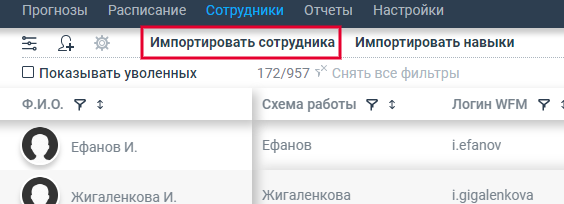 Прогнозы Расписание Сотрудники Отчеты Настройки
Импортировать сотрудника Импортировать навыки
Показывать уволенных 172/957 Снять все фильтры
Ф.И.О. Схема работы Логин WFM
Ефанов И. Ефанов i.efanov
Жигаленкова И. Жигаленкова i.gigalenkova